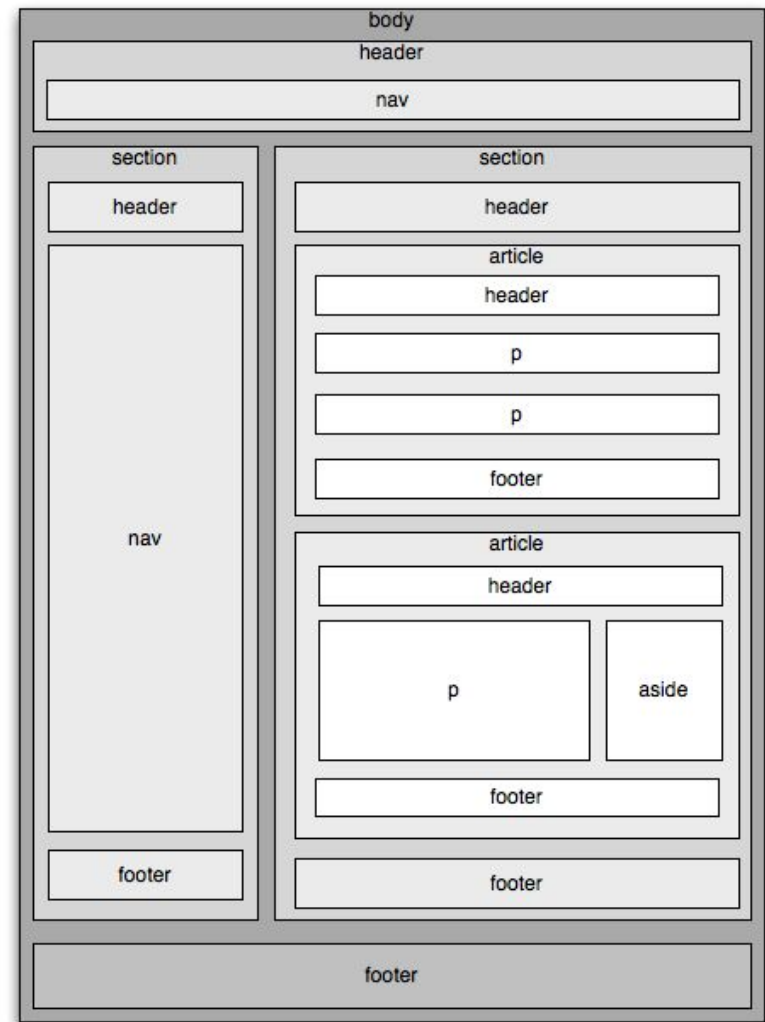 body
header
nav
section
header
nav
footer
section
header
article
header
p
p
footer
article
header
p
aside
footer
footer
footer